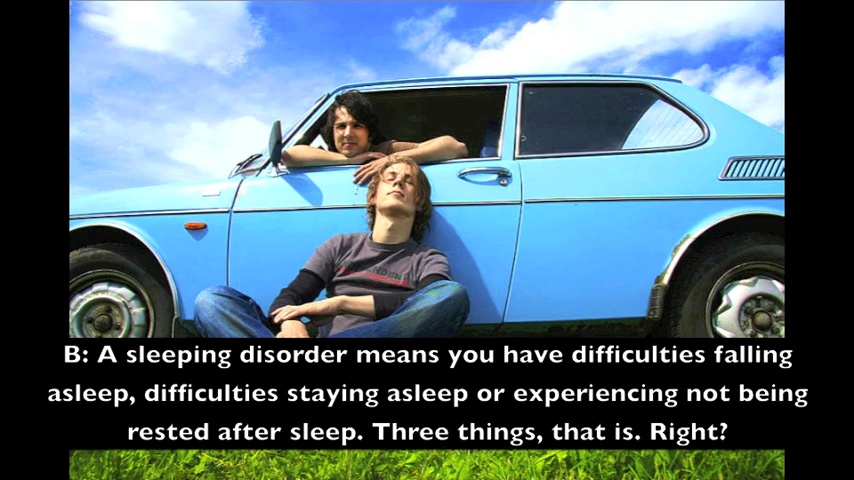 B: A sleeping disorder means you have difficulties falling
asleep, difficulties staying asleep or experiencing not being
rested after sleep. Three things, that is. Right?